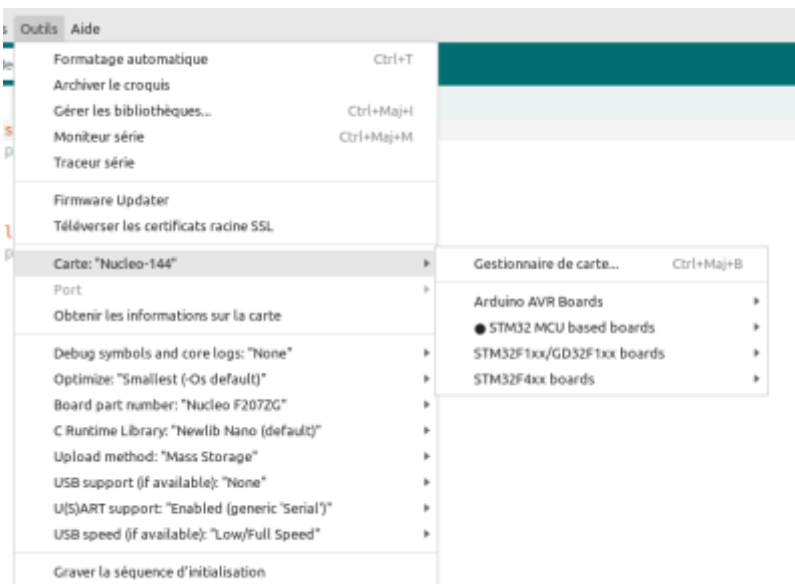 s Outils Aide
Formatage automatique Ctrl+T
Archiver le croquis
Gérer les bibliothèques... Ctrl+Maj+I
Moniteur série Ctrl+Maj+M
Traceur série
Firmware Updater
Téléverser les certificats racine SSL
Carte: "Nucleo-144"
Port
Obtenir les informations sur la carte
Debug symbols and core logs: "None"
Optimize: "Smallest (-Os default)"
Board part number: "Nucleo F207ZG"
C Runtime Library: "Newlib Nano (default)"
Upload method: "Mass Storage"
USB support (if available): "None"
U(S)ART support: "Enabled (generic 'Serial')"
USB speed (if available): "Low/Full Speed"
Graver la séquence d'initialisation
Gestionnaire de carte... Ctrl+Maj+B
Arduino AVR Boards
STM32 MCU based boards
STM32F1xx/GD32F1xx boards
STM32F4xx boards